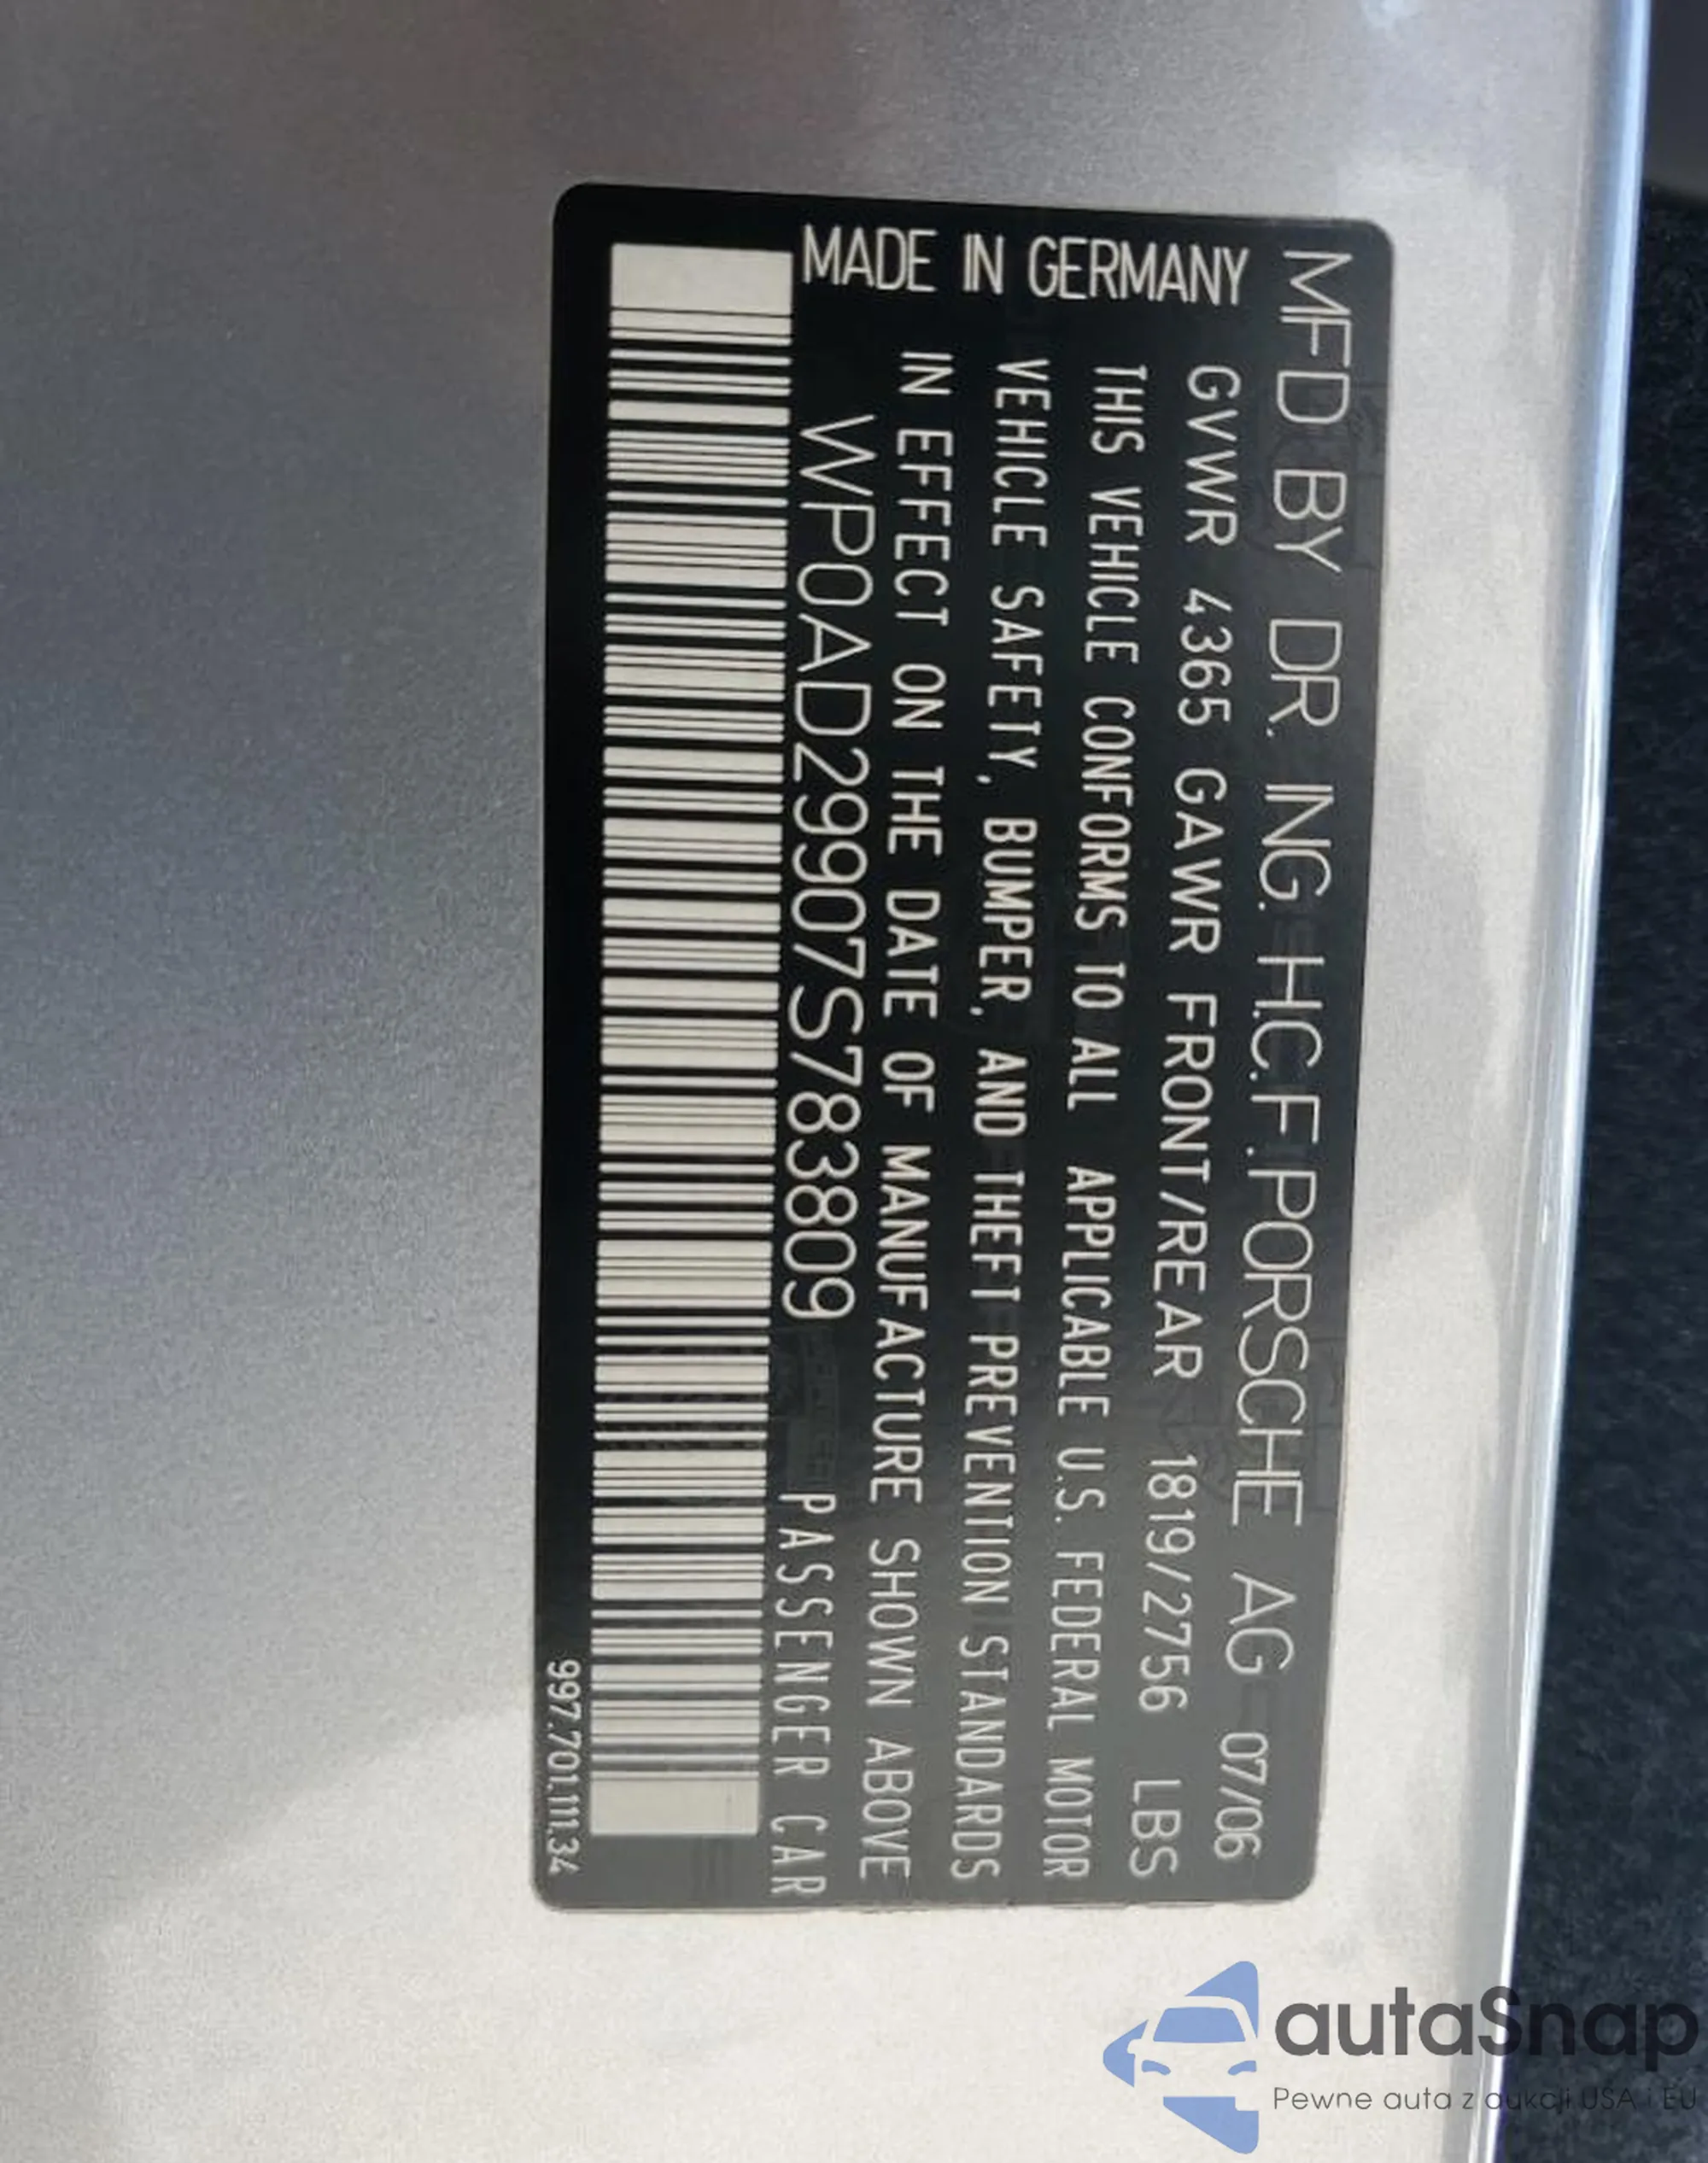 MFD BY DR. ING. H.C. F. PORSCHE AG 07/06
GVWR 4365 GAWR FRONT/REAR 1819/2756 LBS
THIS VEHICLE CONFORMS TO ALL APPLICABLE U.S. FEDERAL MOTOR
VEHICLE SAFETY, BUMPER, AND THEFT PREVENTION STANDARDS
IN EFFECT ON THE DATE OF MANUFACTURE SHOWN ABOVE
WP0AD29907S783809 PASSENGER CAR
MADE IN GERMANY
997.701.111.34
autaSnap
Pewne auta z aukcji USA i EU